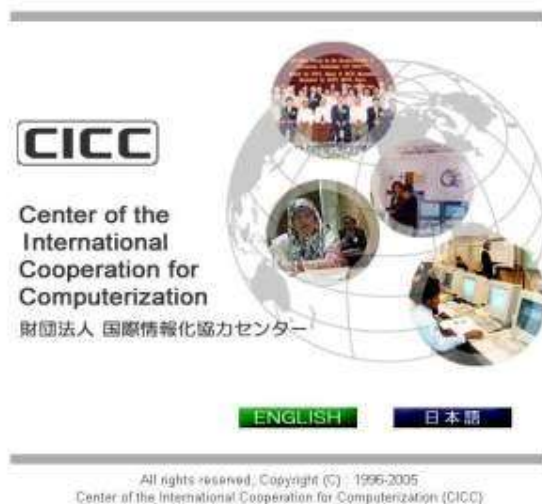 CICC
Center of the
International
Cooperation for
Computerization
財団法人 国際情報化協力センター
ENGLISH
日本語
All rights reserved, Copyright (C) 1996-2005
Center of the International Cooperation for Computerization (CICC)